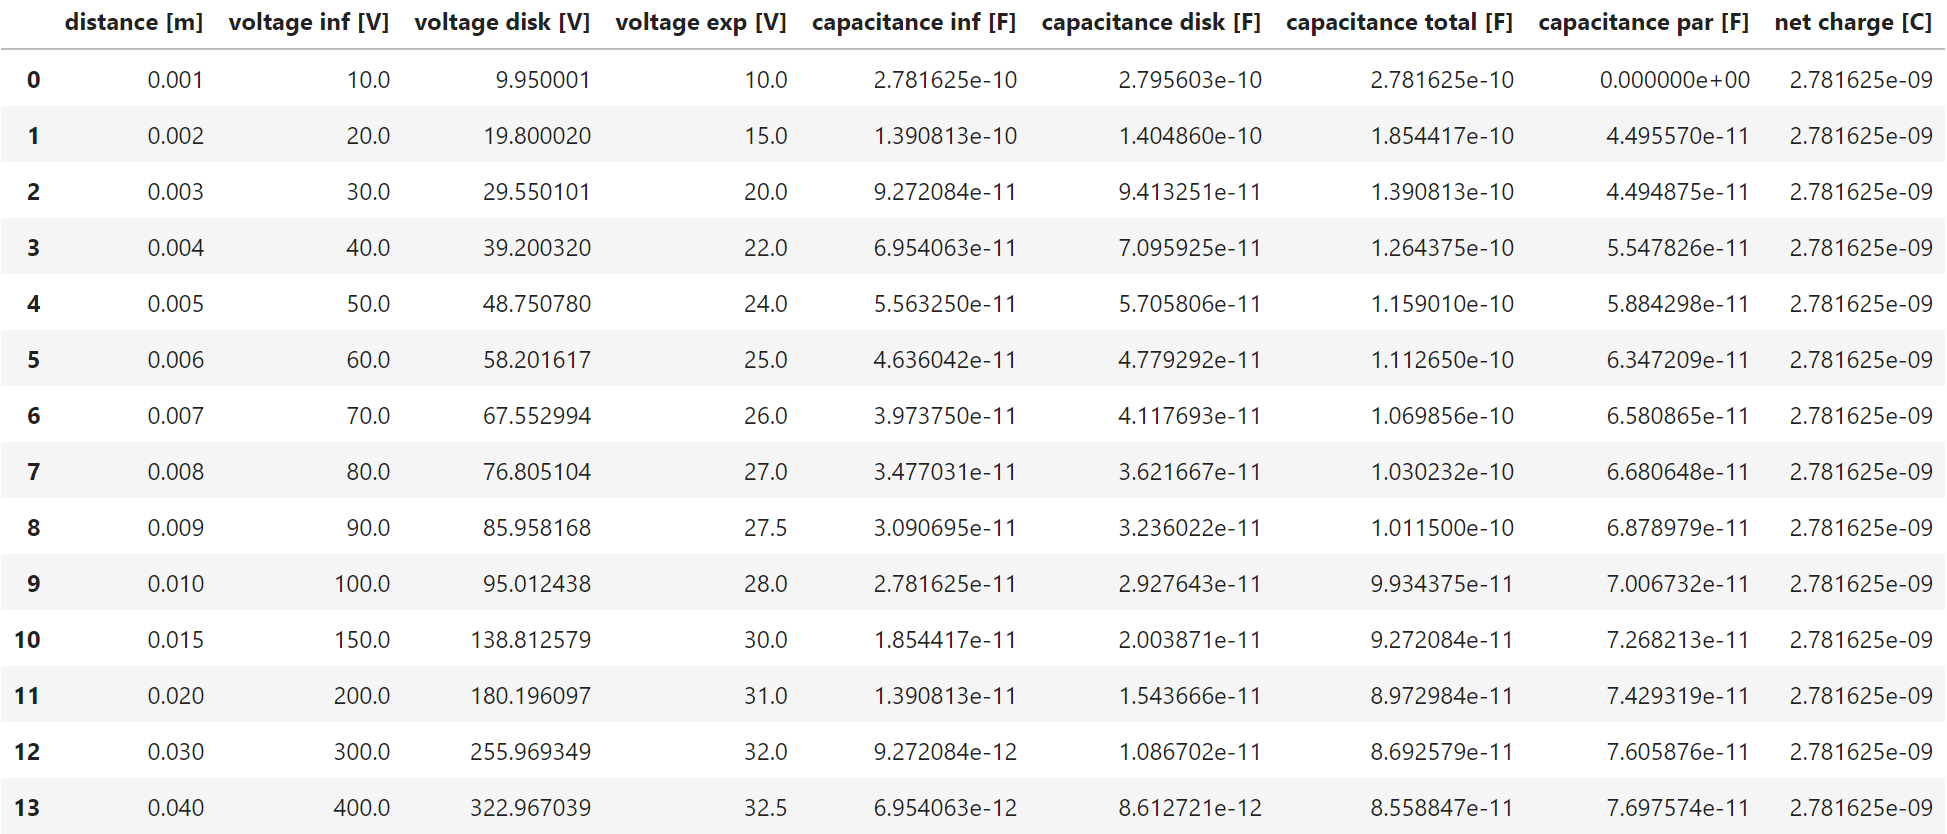 distance [m] voltage inf [V] voltage disk [V] voltage exp [V] capacitance inf [F] capacitance disk [F] capacitance total [F] capacitance par [F] net charge [C]
0 0.001 10.0 9.950001 10.0 2.781625e-10 2.795603e-10 2.781625e-10 0.000000e+00 2.781625e-09
1 0.002 20.0 19.800020 15.0 1.390813e-10 1.404860e-10 1.854417e-10 4.495570e-11 2.781625e-09
2 0.003 30.0 29.550101 20.0 9.272084e-11 9.413251e-11 1.390813e-10 4.494875e-11 2.781625e-09
3 0.004 40.0 39.200320 22.0 6.954063e-11 7.095925e-11 1.264375e-10 5.547826e-11 2.781625e-09
4 0.005 50.0 48.750780 24.0 5.563250e-11 5.705806e-11 1.159010e-10 5.884298e-11 2.781625e-09
5 0.006 60.0 58.201617 25.0 4.636042e-11 4.779292e-11 1.112650e-10 6.347209e-11 2.781625e-09
6 0.007 70.0 67.552994 26.0 3.973750e-11 4.117693e-11 1.069856e-10 6.580865e-11 2.781625e-09
7 0.008 80.0 76.805104 27.0 3.477031e-11 3.621667e-11 1.030232e-10 6.680648e-11 2.781625e-09
8 0.009 90.0 85.958168 27.5 3.090695e-11 3.236022e-11 1.011500e-10 6.878979e-11 2.781625e-09
9 0.010 100.0 95.012438 28.0 2.781625e-11 2.927643e-11 9.934375e-11 7.006732e-11 2.781625e-09
10 0.015 150.0 138.812579 30.0 1.854417e-11 2.003871e-11 9.272084e-11 7.268213e-11 2.781625e-09
11 0.020 200.0 180.196097 31.0 1.390813e-11 1.543666e-11 8.972984e-11 7.429319e-11 2.781625e-09
12 0.030 300.0 255.969349 32.0 9.272084e-12 1.086702e-11 8.692579e-11 7.605876e-11 2.781625e-09
13 0.040 400.0 322.967039 32.5 6.954063e-12 8.612721e-12 8.558847e-11 7.697574e-11 2.781625e-09